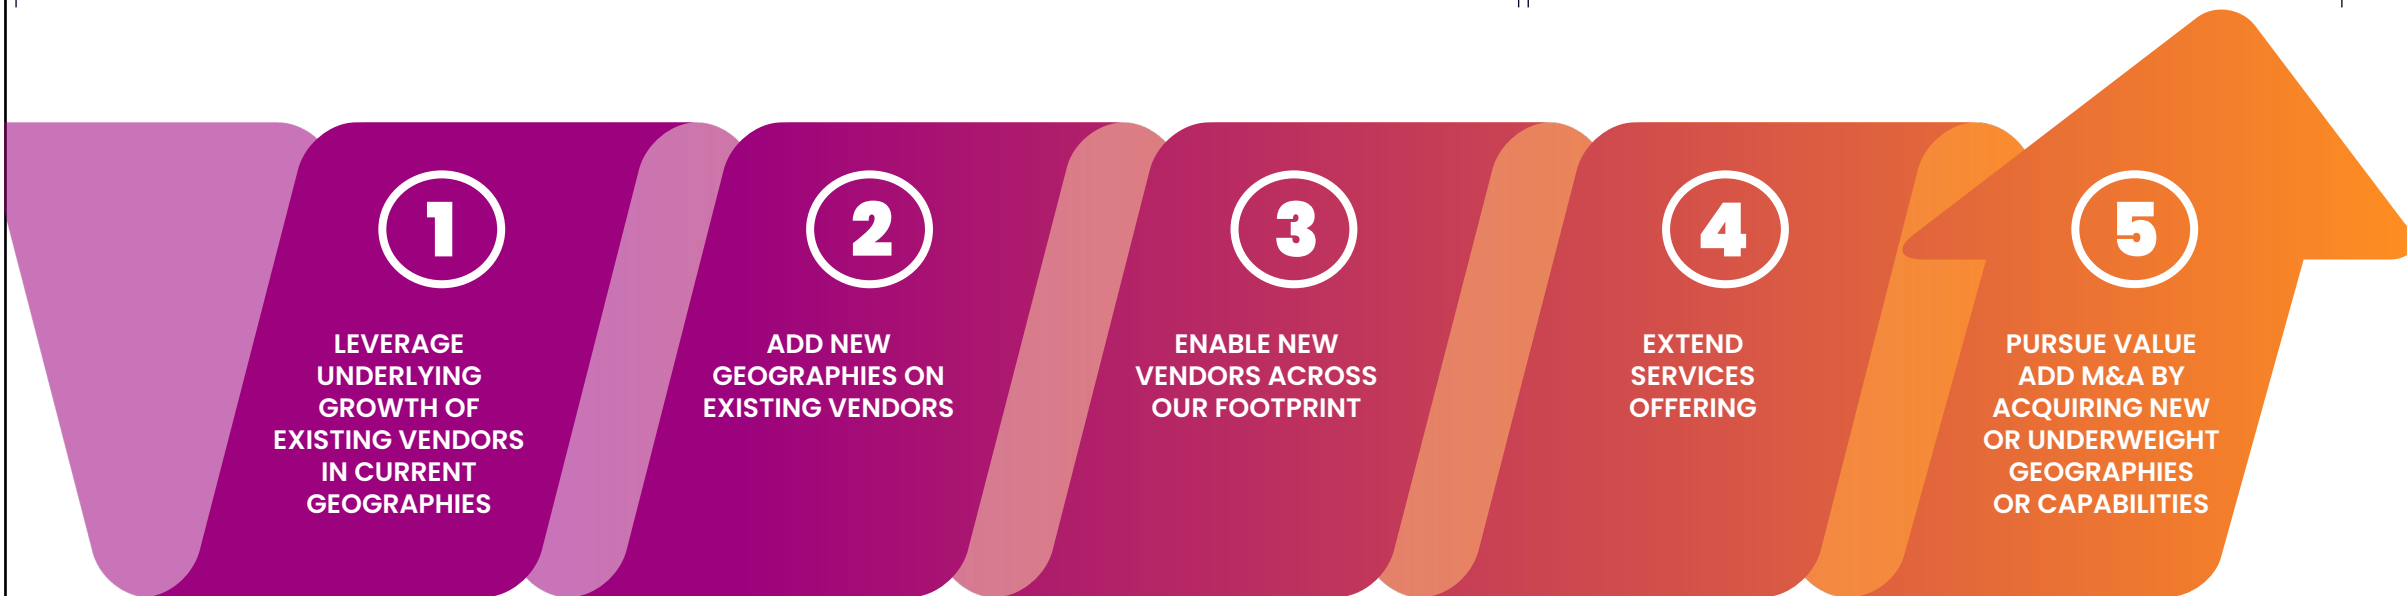 1
LEVERAGE
UNDERLYING
GROWTH OF
EXISTING VENDORS
IN CURRENT
GEOGRAPHIES
2
ADD NEW
GEOGRAPHIES ON
EXISTING VENDORS
3
ENABLE NEW
VENDORS ACROSS
OUR FOOTPRINT
4
EXTEND
SERVICES
OFFERING
5
PURSUE VALUE
ADD M&A BY
ACQUIRING NEW
OR UNDERWEIGHT
GEOGRAPHIES
OR CAPABILITIES